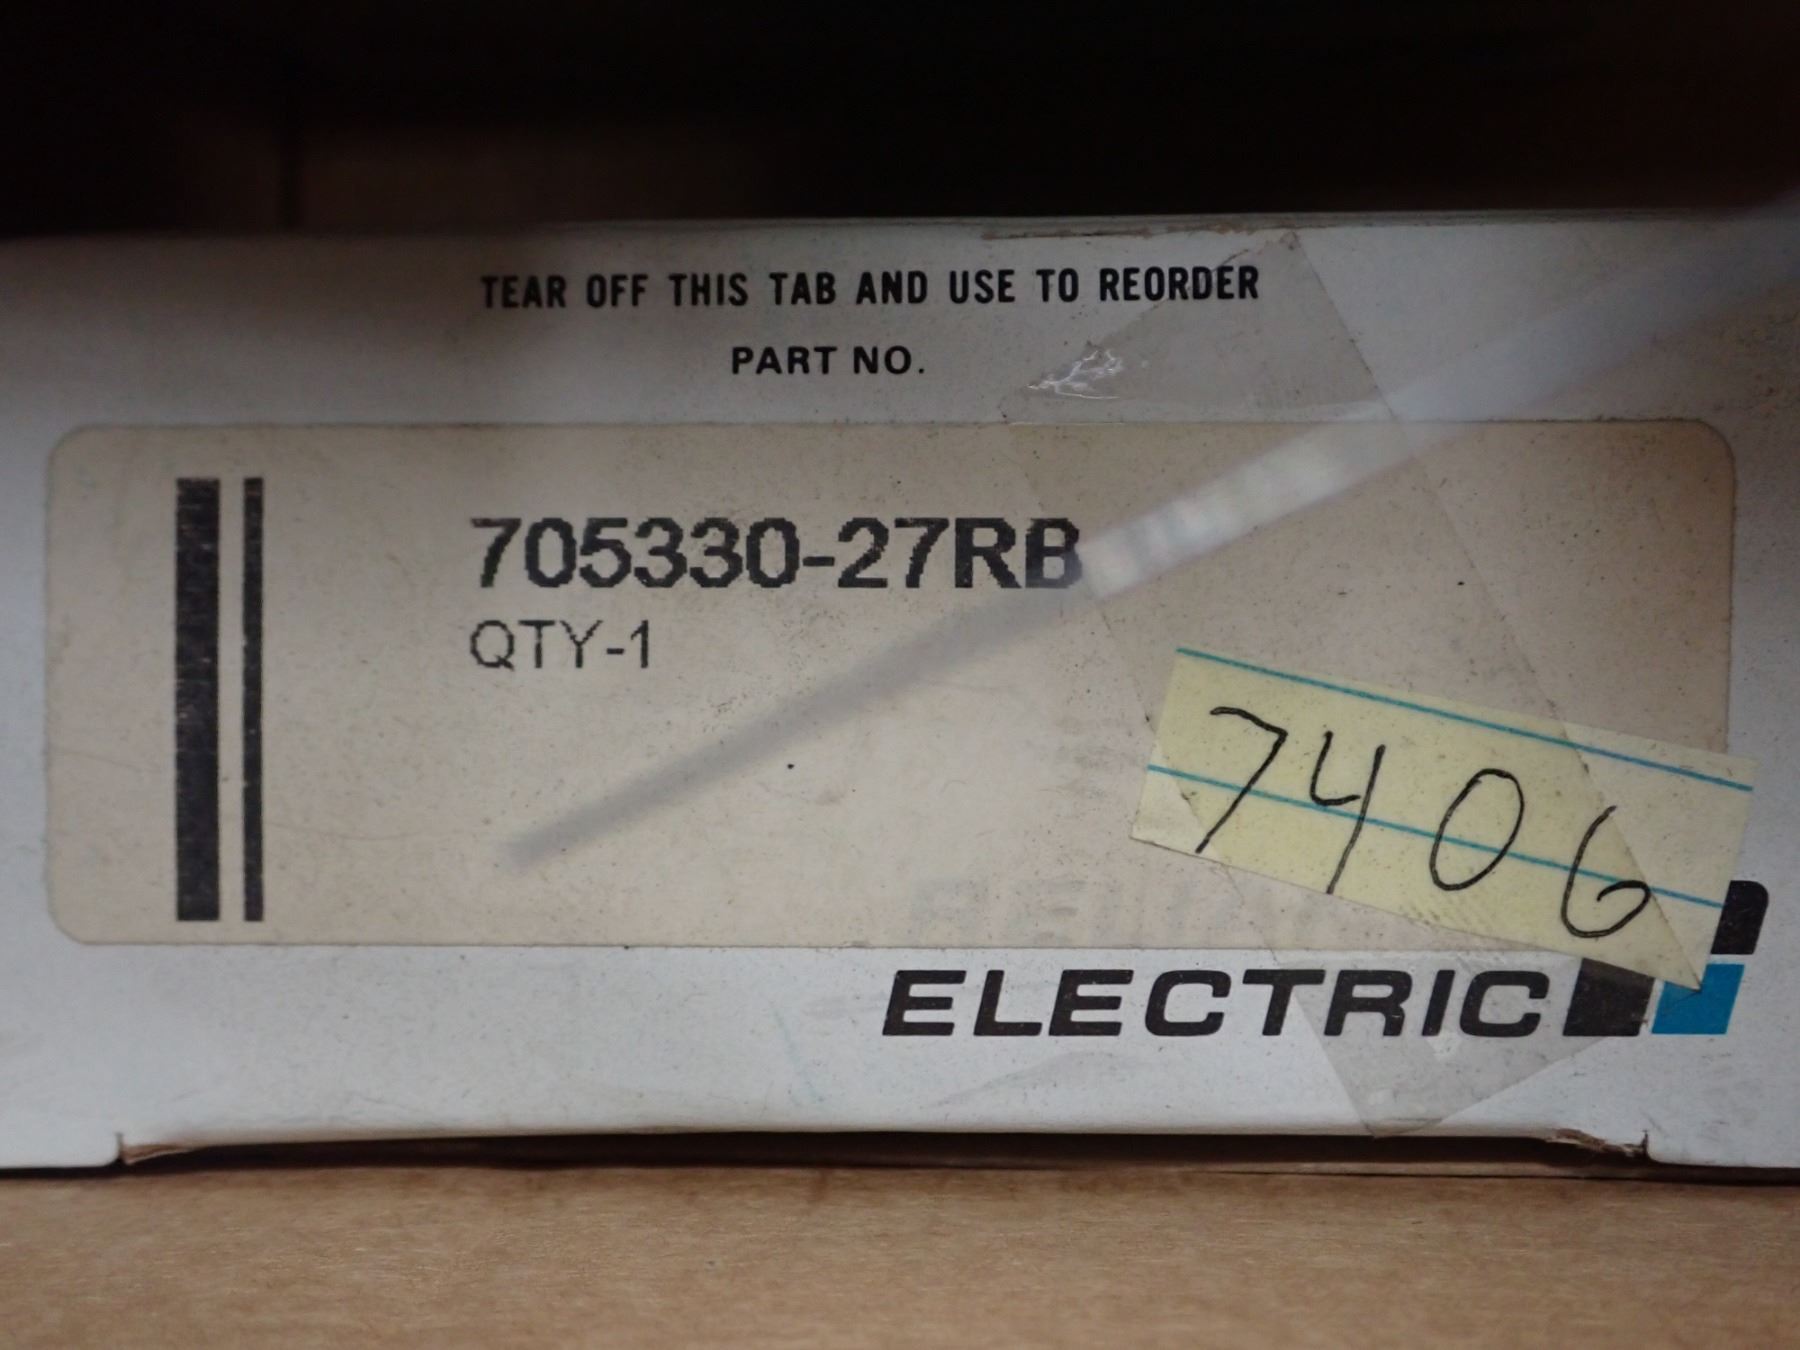 TEAR OFF THIS TAB AND USE TO REORDER
PART NO.
705330-27RB
QTY-1
7406
ELECTRIC